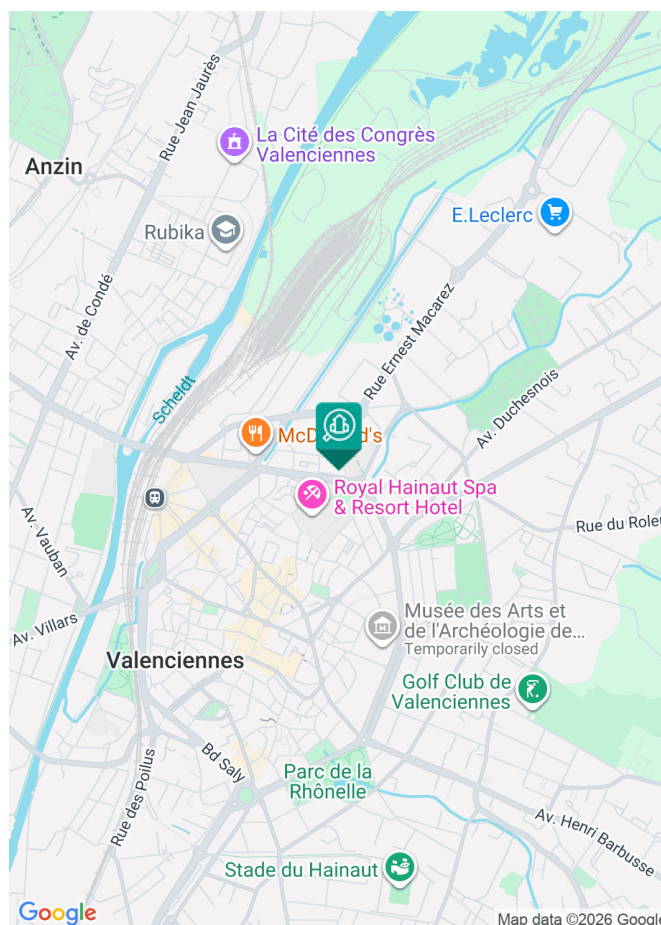 Rue Jean Jaurès
La Cité des Congrès
Valenciennes
Anzin
E.Leclerc
Rubika
Av. de Condé
Rue Ernest Macarez
Scheldt
Av. Duchesnois
Royal Hainaut Spa
& Resort Hotel
Av. Vauban
Rue du Role
Av. Villars
Musée des Arts et
de l'Archéologie de...
Temporarily closed
Valenciennes
Golf Club de
Valenciennes
Bd Saly
Rue des Poilus
Parc de la
Rhônelle
Av. Henri Barbusse
Stade du Hainaut
Google
Map data ©2026 Google